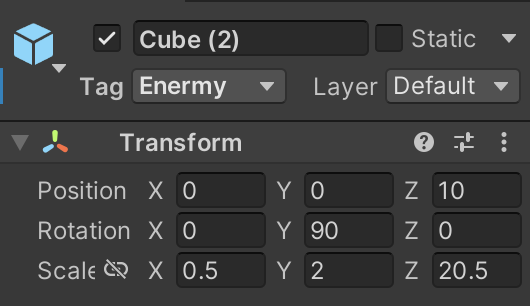 Cube (2) Static
Tag Enermy Layer Default
Transform
Position X 0 Y 0 Z 10
Rotation X 0 Y 90 Z 0
Scale X 0.5 Y 2 Z 20.5